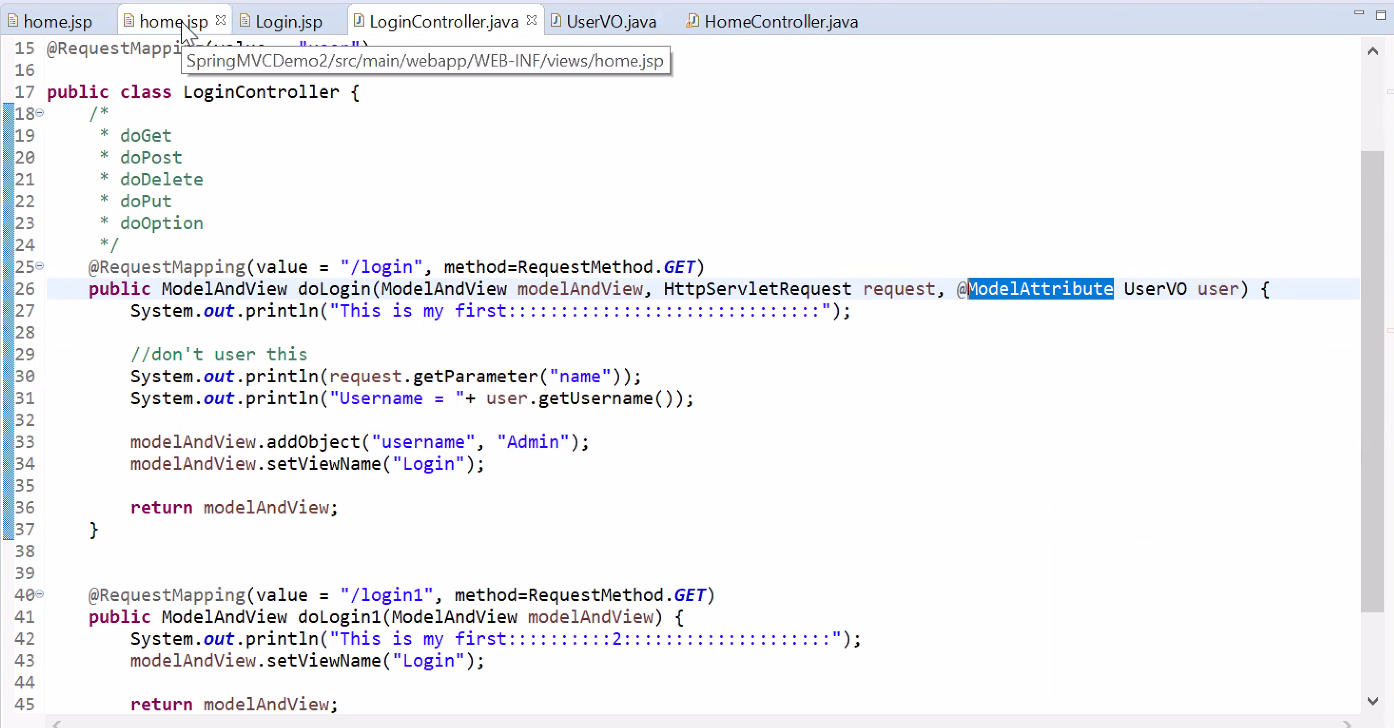 home.jsp home.jsp Login.jsp LoginController.java UserVO.java HomeController.java
15 @RequestMapping(value = "user")
SpringMVCDemo2/src/main/webapp/WEB-INF/views/home.jsp
16
17 public class LoginController {
18 /*
19 * doGet
20 * doPost
21 * doDelete
22 * doPut
23 * doOption
24 */
25 @RequestMapping(value = "/login", method=RequestMethod.GET)
26 public ModelAndView doLogin(ModelAndView modelAndView, HttpServletRequest request, @ModelAttribute UserVO user) {
27 System.out.println("This is my first::::::::::::::::::::::::::::::");
28
29 //don't user this
30 System.out.println(request.getParameter("name"));
31 System.out.println("Username = "+ user.getUsername());
32
33 modelAndView.addObject("username", "Admin");
34 modelAndView.setViewName("Login");
35
36 return modelAndView;
37 }
38
39
40 @RequestMapping(value = "/login1", method=RequestMethod.GET)
41 public ModelAndView doLogin1(ModelAndView modelAndView) {
42 System.out.println("This is my first::::::::::2::::::::::::::::::::");
43 modelAndView.setViewName("Login");
44
45 return modelAndView;